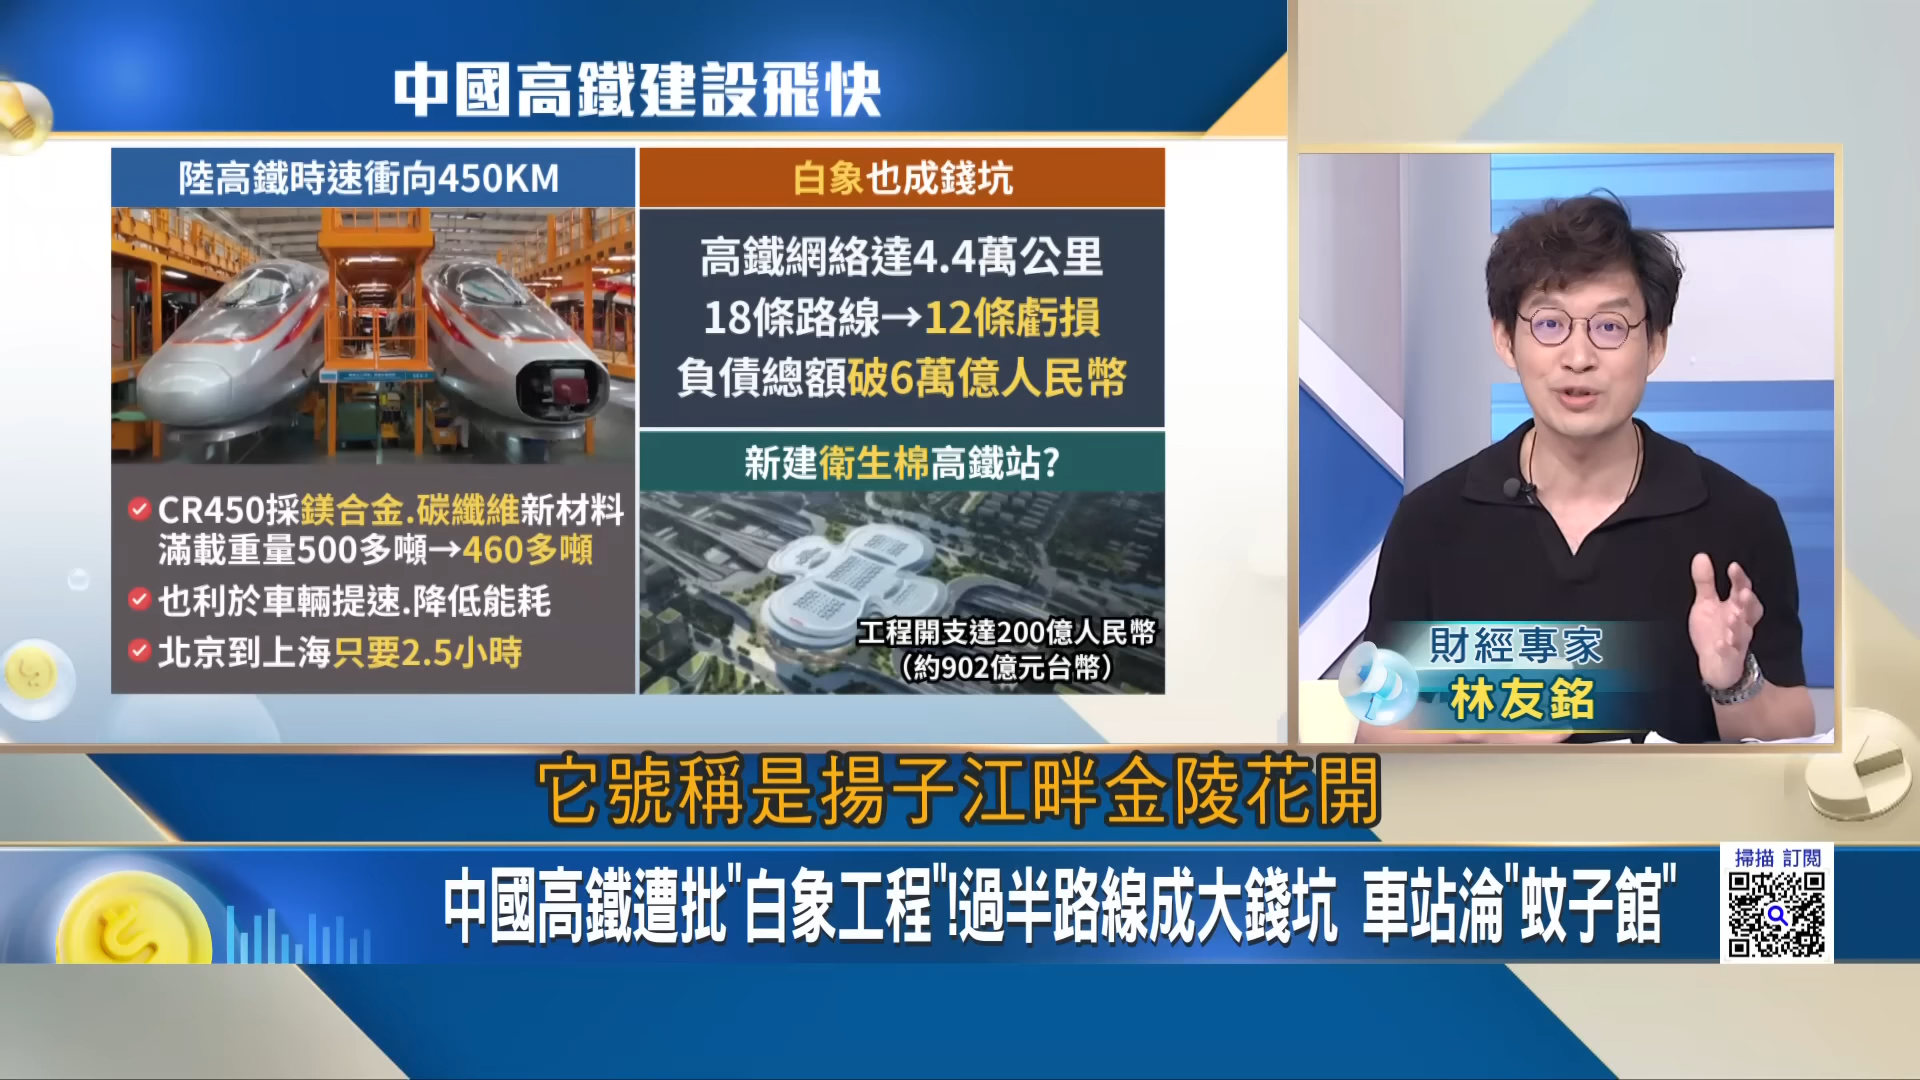 中國高鐵建設飛快
陸高鐵時速衝向450KM
CR450採鎂合金.碳纖維新材料
滿載重量500多噸→460多噸
也利於車輛提速.降低能耗
北京到上海只要2.5小時
白象也成錢坑
高鐵網絡達4.4萬公里
18條路線→12條虧損
負債總額破6萬億人民幣
新建衛生棉高鐵站?
工程開支達200億人民幣
（約902億元台幣）
財經專家
林友銘
它號稱是揚子江畔金陵花開
中國高鐵遭批"白象工程"!過半路線成大錢坑 車站淪"蚊子館"
掃描 訂閱